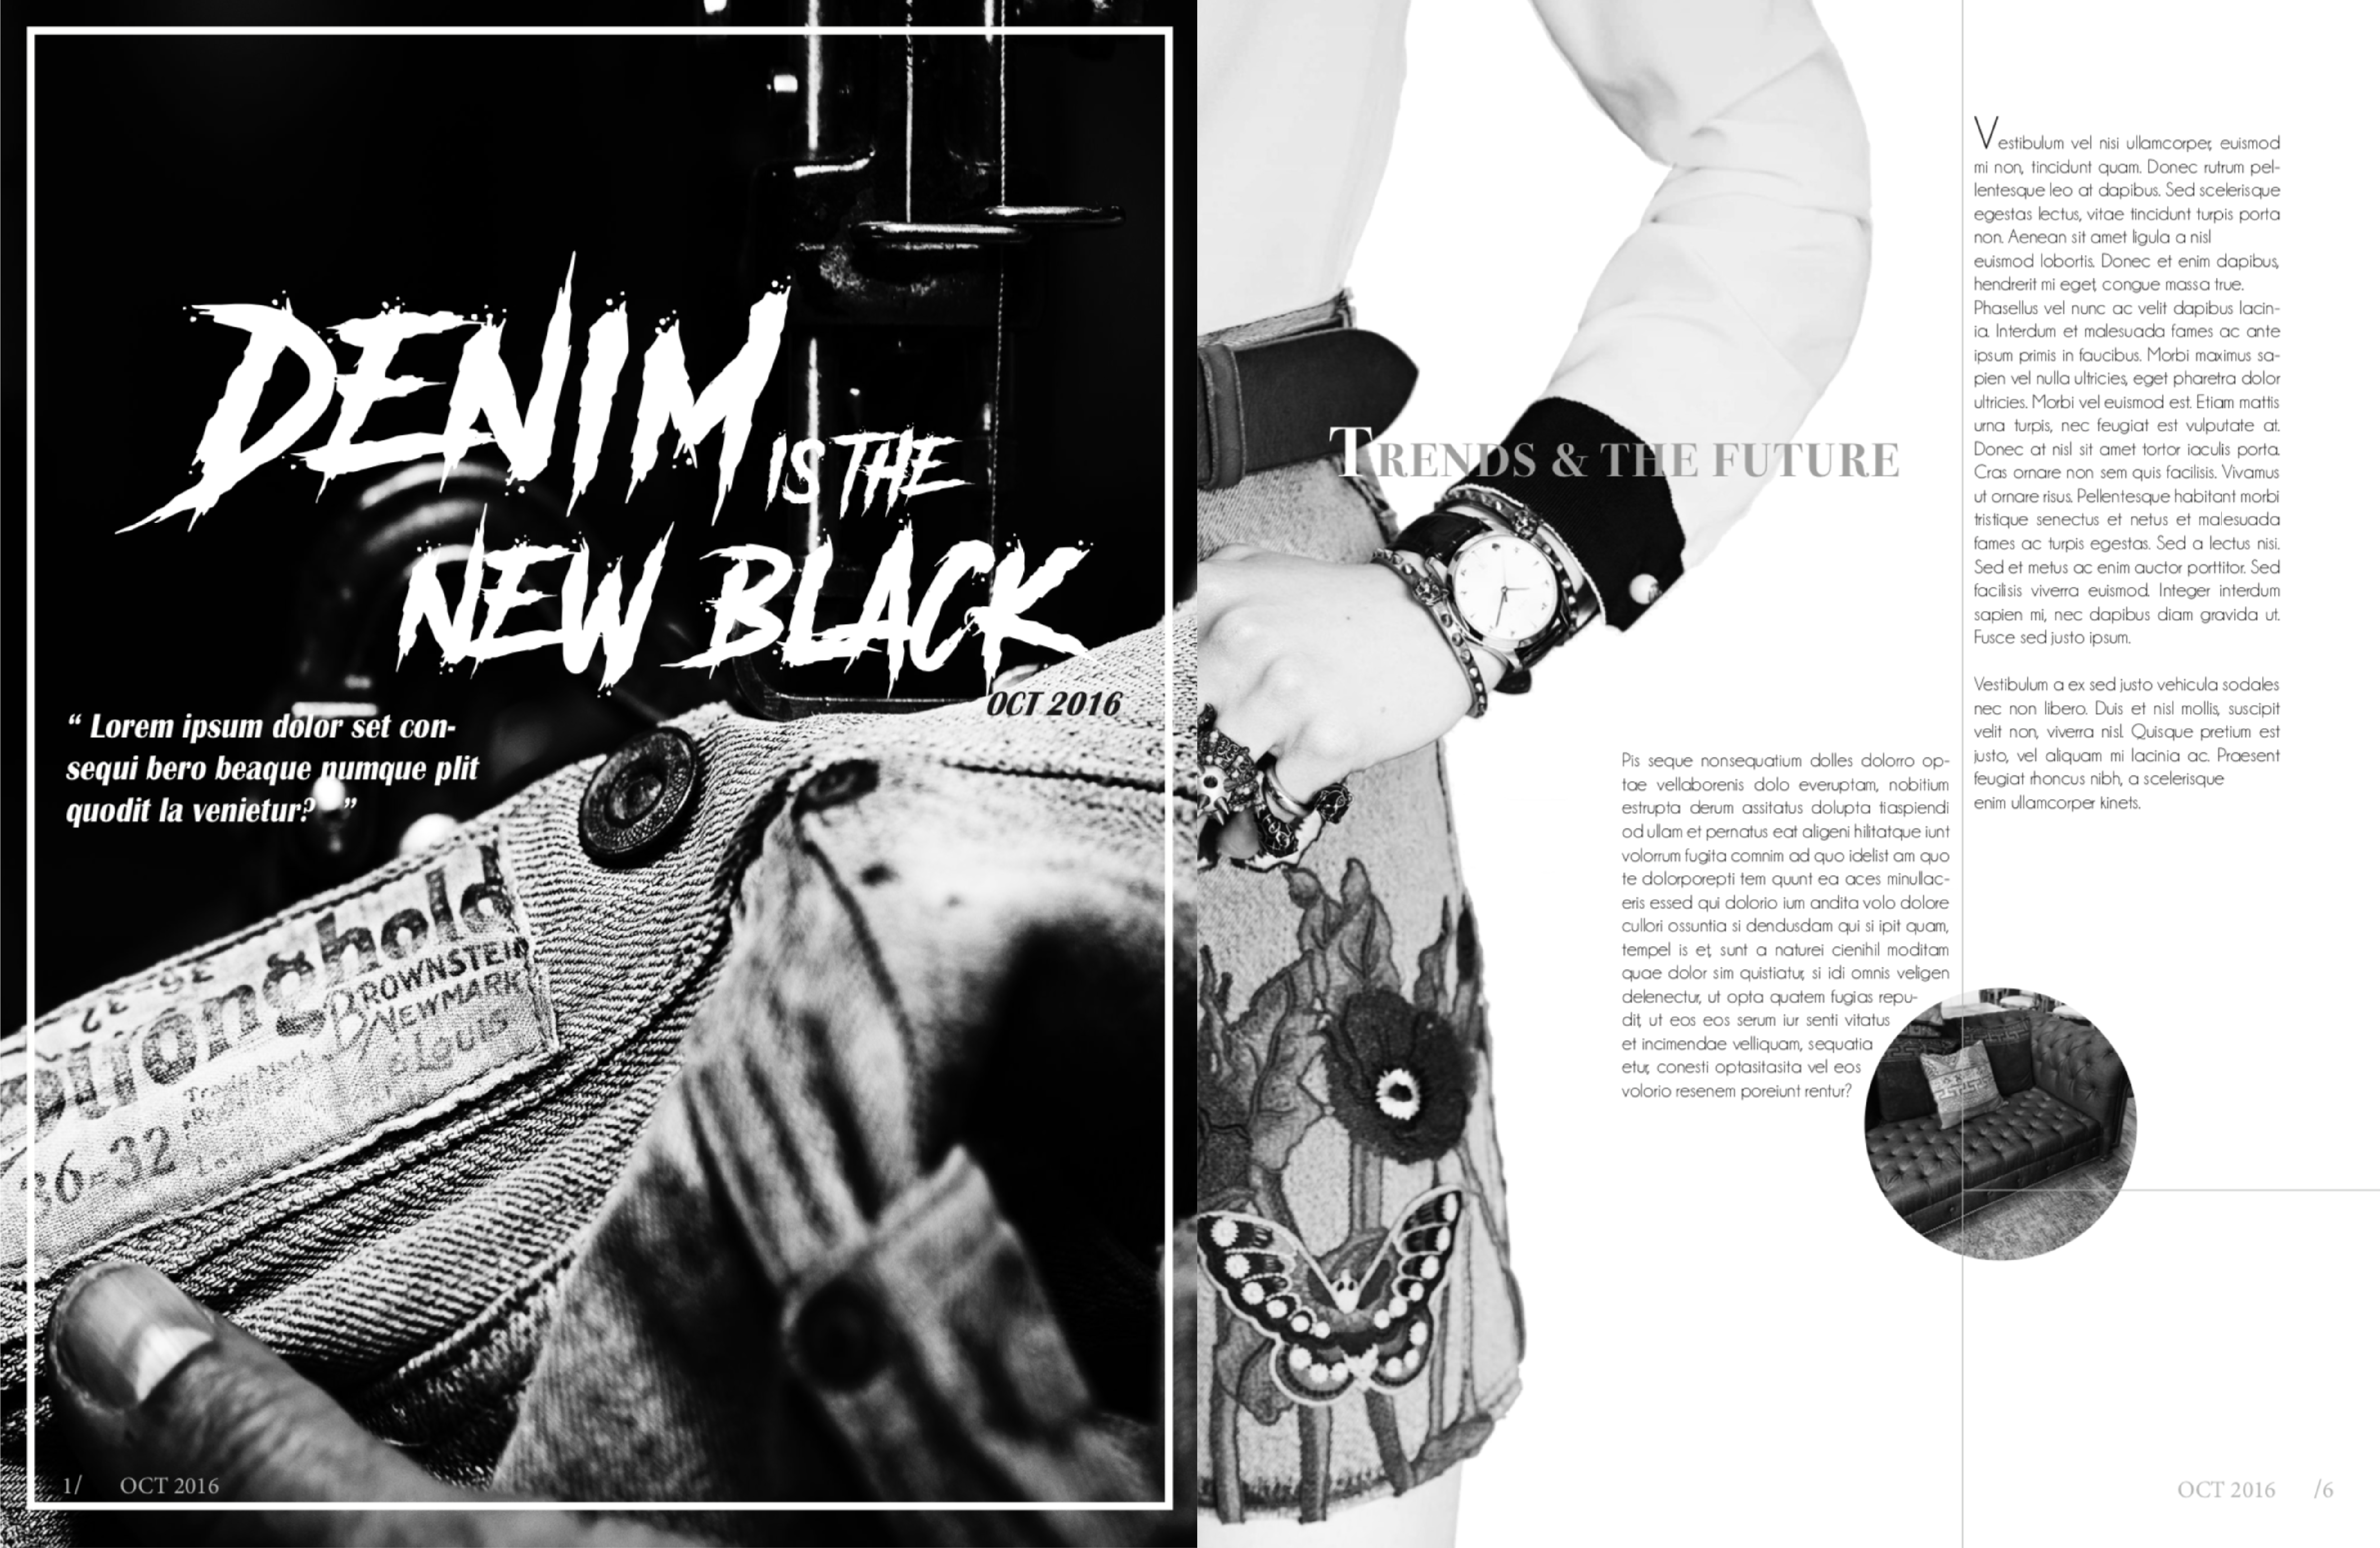 DENIM IS THE
NEW BLACK
OCT 2016
“ Lorem ipsum dolor set con-
sequi bero beaque numque plit
quodit la venietur? ”
hold
BROWNSTEIN
NEWMARK
& LOUIS
Trade Mark
36-32
1/ OCT 2016
TRENDS & THE FUTURE
Pis seque nonsequatium dolles dolorro op-
tae vellaborenis dolo everuptam, nobitium
estrupta derum assitatus dolupta tiaspiendi
od ullam et pernatus eat aligeni hilitatque iunt
volorrum fugita comnim ad quo idelist am quo
te dolorporepti tem quunt ea aces minullac-
eris essed qui dolorio ium andita volo dolore
cullori ossuntia si dendusdam qui si ipit quam,
tempel is et, sunt a naturei cienihil moditam
quae dolor sim quistiatur, si idi omnis veligen
delenectur, ut opta quatem fugias repu-
dit, ut eos eos serum iur senti vitatus
et incimendae velliquam, sequatia
etur, conesti optasitasita vel eos
volorio resenem poreiunt rentur?
Vestibulum vel nisi ullamcorper, euismod
mi non, tincidunt quam. Donec rutrum pel-
lentesque leo at dapibus. Sed scelerisque
egestas lectus, vitae tincidunt turpis porta
non. Aenean sit amet ligula a nisl
euismod lobortis. Donec et enim dapibus,
hendrerit mi eget, congue massa true.
Phasellus vel nunc ac velit dapibus lacin-
ia. Interdum et malesuada fames ac ante
ipsum primis in faucibus. Morbi maximus sa-
pien vel nulla ultricies, eget pharetra dolor
ultricies. Morbi vel euismod est. Etiam mattis
urna turpis, nec feugiat est vulputate at.
Donec at nisl sit amet tortor iaculis porta.
Cras ornare non sem quis facilisis. Vivamus
ut ornare risus. Pellentesque habitant morbi
tristique senectus et netus et malesuada
fames ac turpis egestas. Sed a lectus nisi.
Sed et metus ac enim auctor porttitor. Sed
facilisis viverra euismod. Integer interdum
sapien mi, nec dapibus diam gravida ut.
Fusce sed justo ipsum.
Vestibulum a ex sed justo vehicula sodales
nec non libero. Duis et nisl mollis, suscipit
velit non, viverra nisl. Quisque pretium est
justo, vel aliquam mi lacinia ac. Praesent
feugiat rhoncus nibh, a scelerisque
enim ullamcorper kinets.
OCT 2016 /6